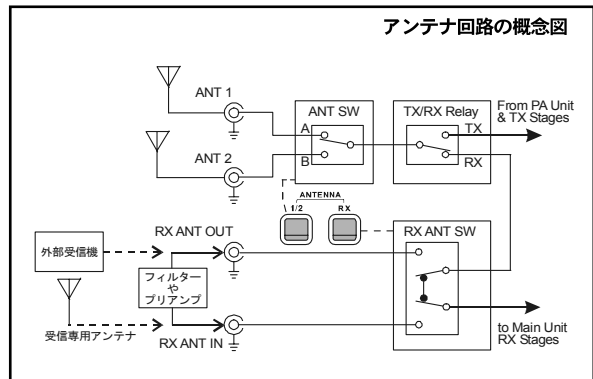 アンテナ回路の概念図
ANT 1
ANT SW
TX/RX Relay
From PA Unit
& TX Stages
A
TX
ANT 2
B
RX
ANTENNA
1/2
RX
RX ANT OUT
RX ANT SW
外部受信機
フィルター
や
プリアンプ
to Main Unit
RX Stages
受信専用アンテナ
RX ANT IN